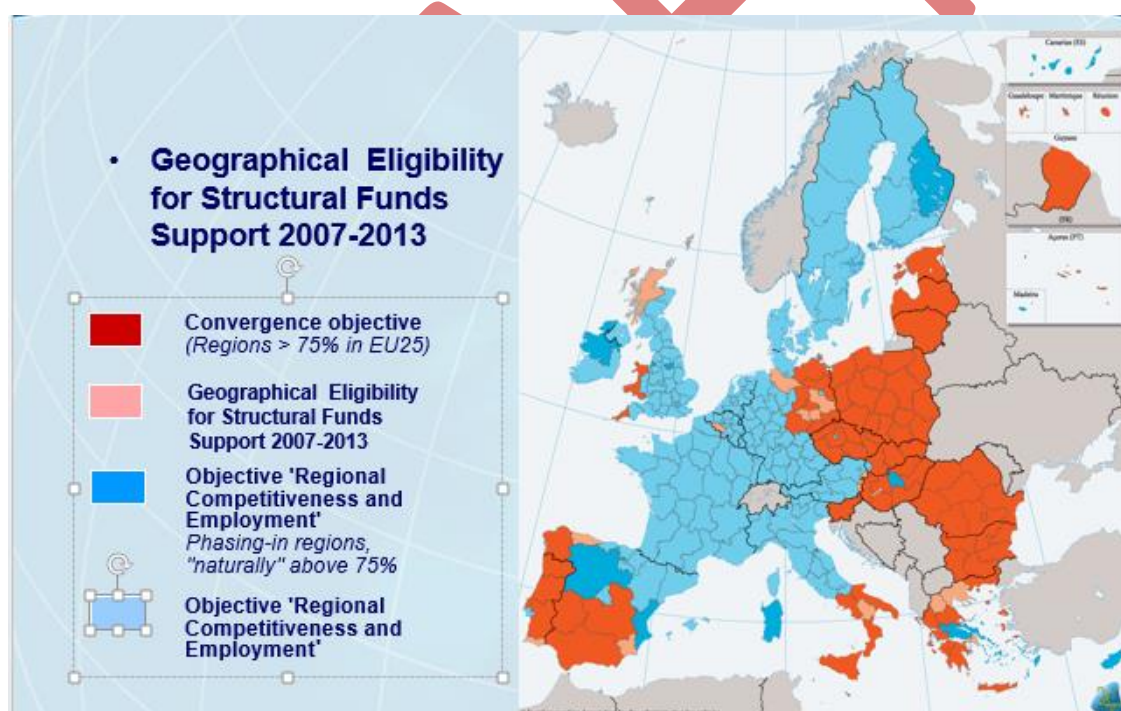 • Geographical Eligibility
for Structural Funds
Support 2007-2013
Convergence objective
(Regions > 75% in EU25)
Geographical Eligibility
for Structural Funds
Support 2007-2013
Objective 'Regional
Competitiveness and
Employment'
Phasing-in regions,
"naturally" above 75%
Objective 'Regional
Competitiveness and
Employment'
Canarias (ES)
Guadeloupe Martinique Réunion
Guyane
(FR)
Açores (PT)
Madeira